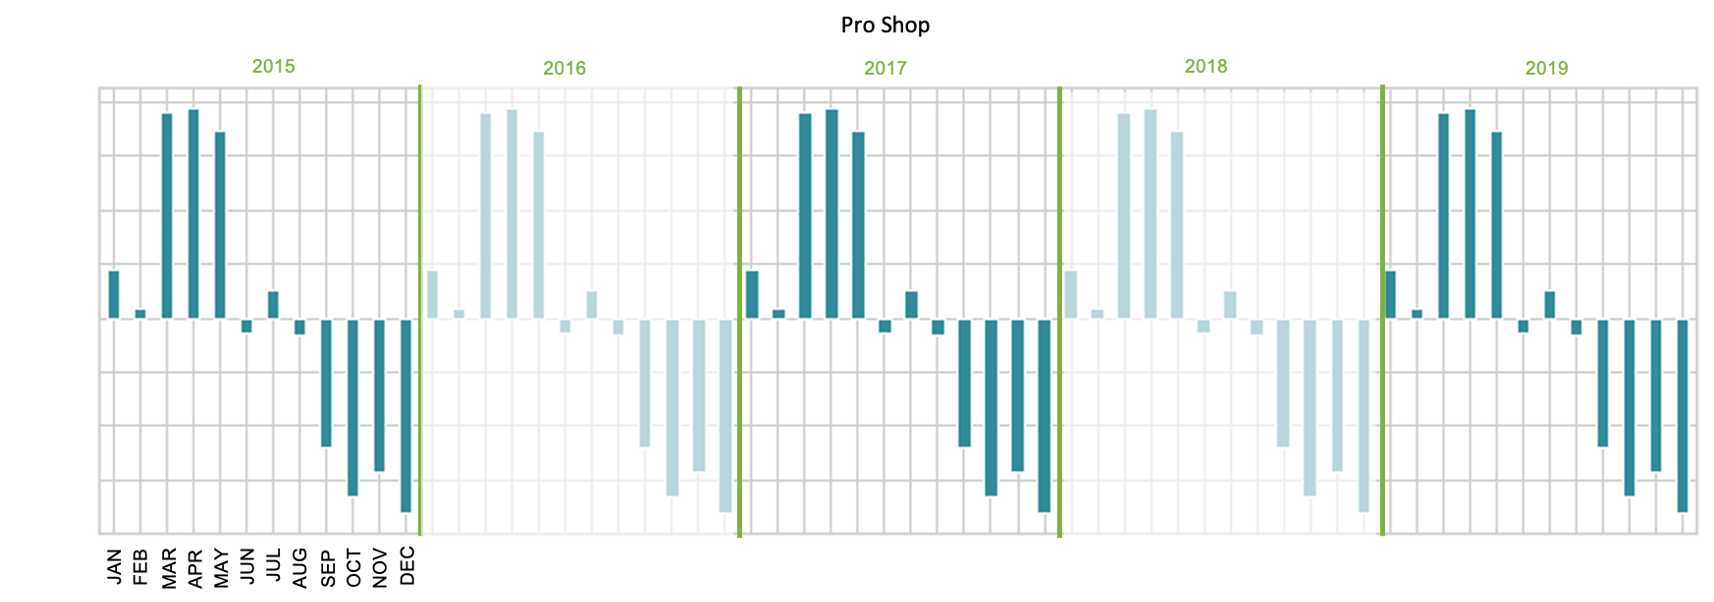 Pro Shop
2015
2016
2017
2018
2019
JAN
FEB
MAR
APR
MAY
JUN
JUL
AUG
SEP
OCT
NOV
DEC